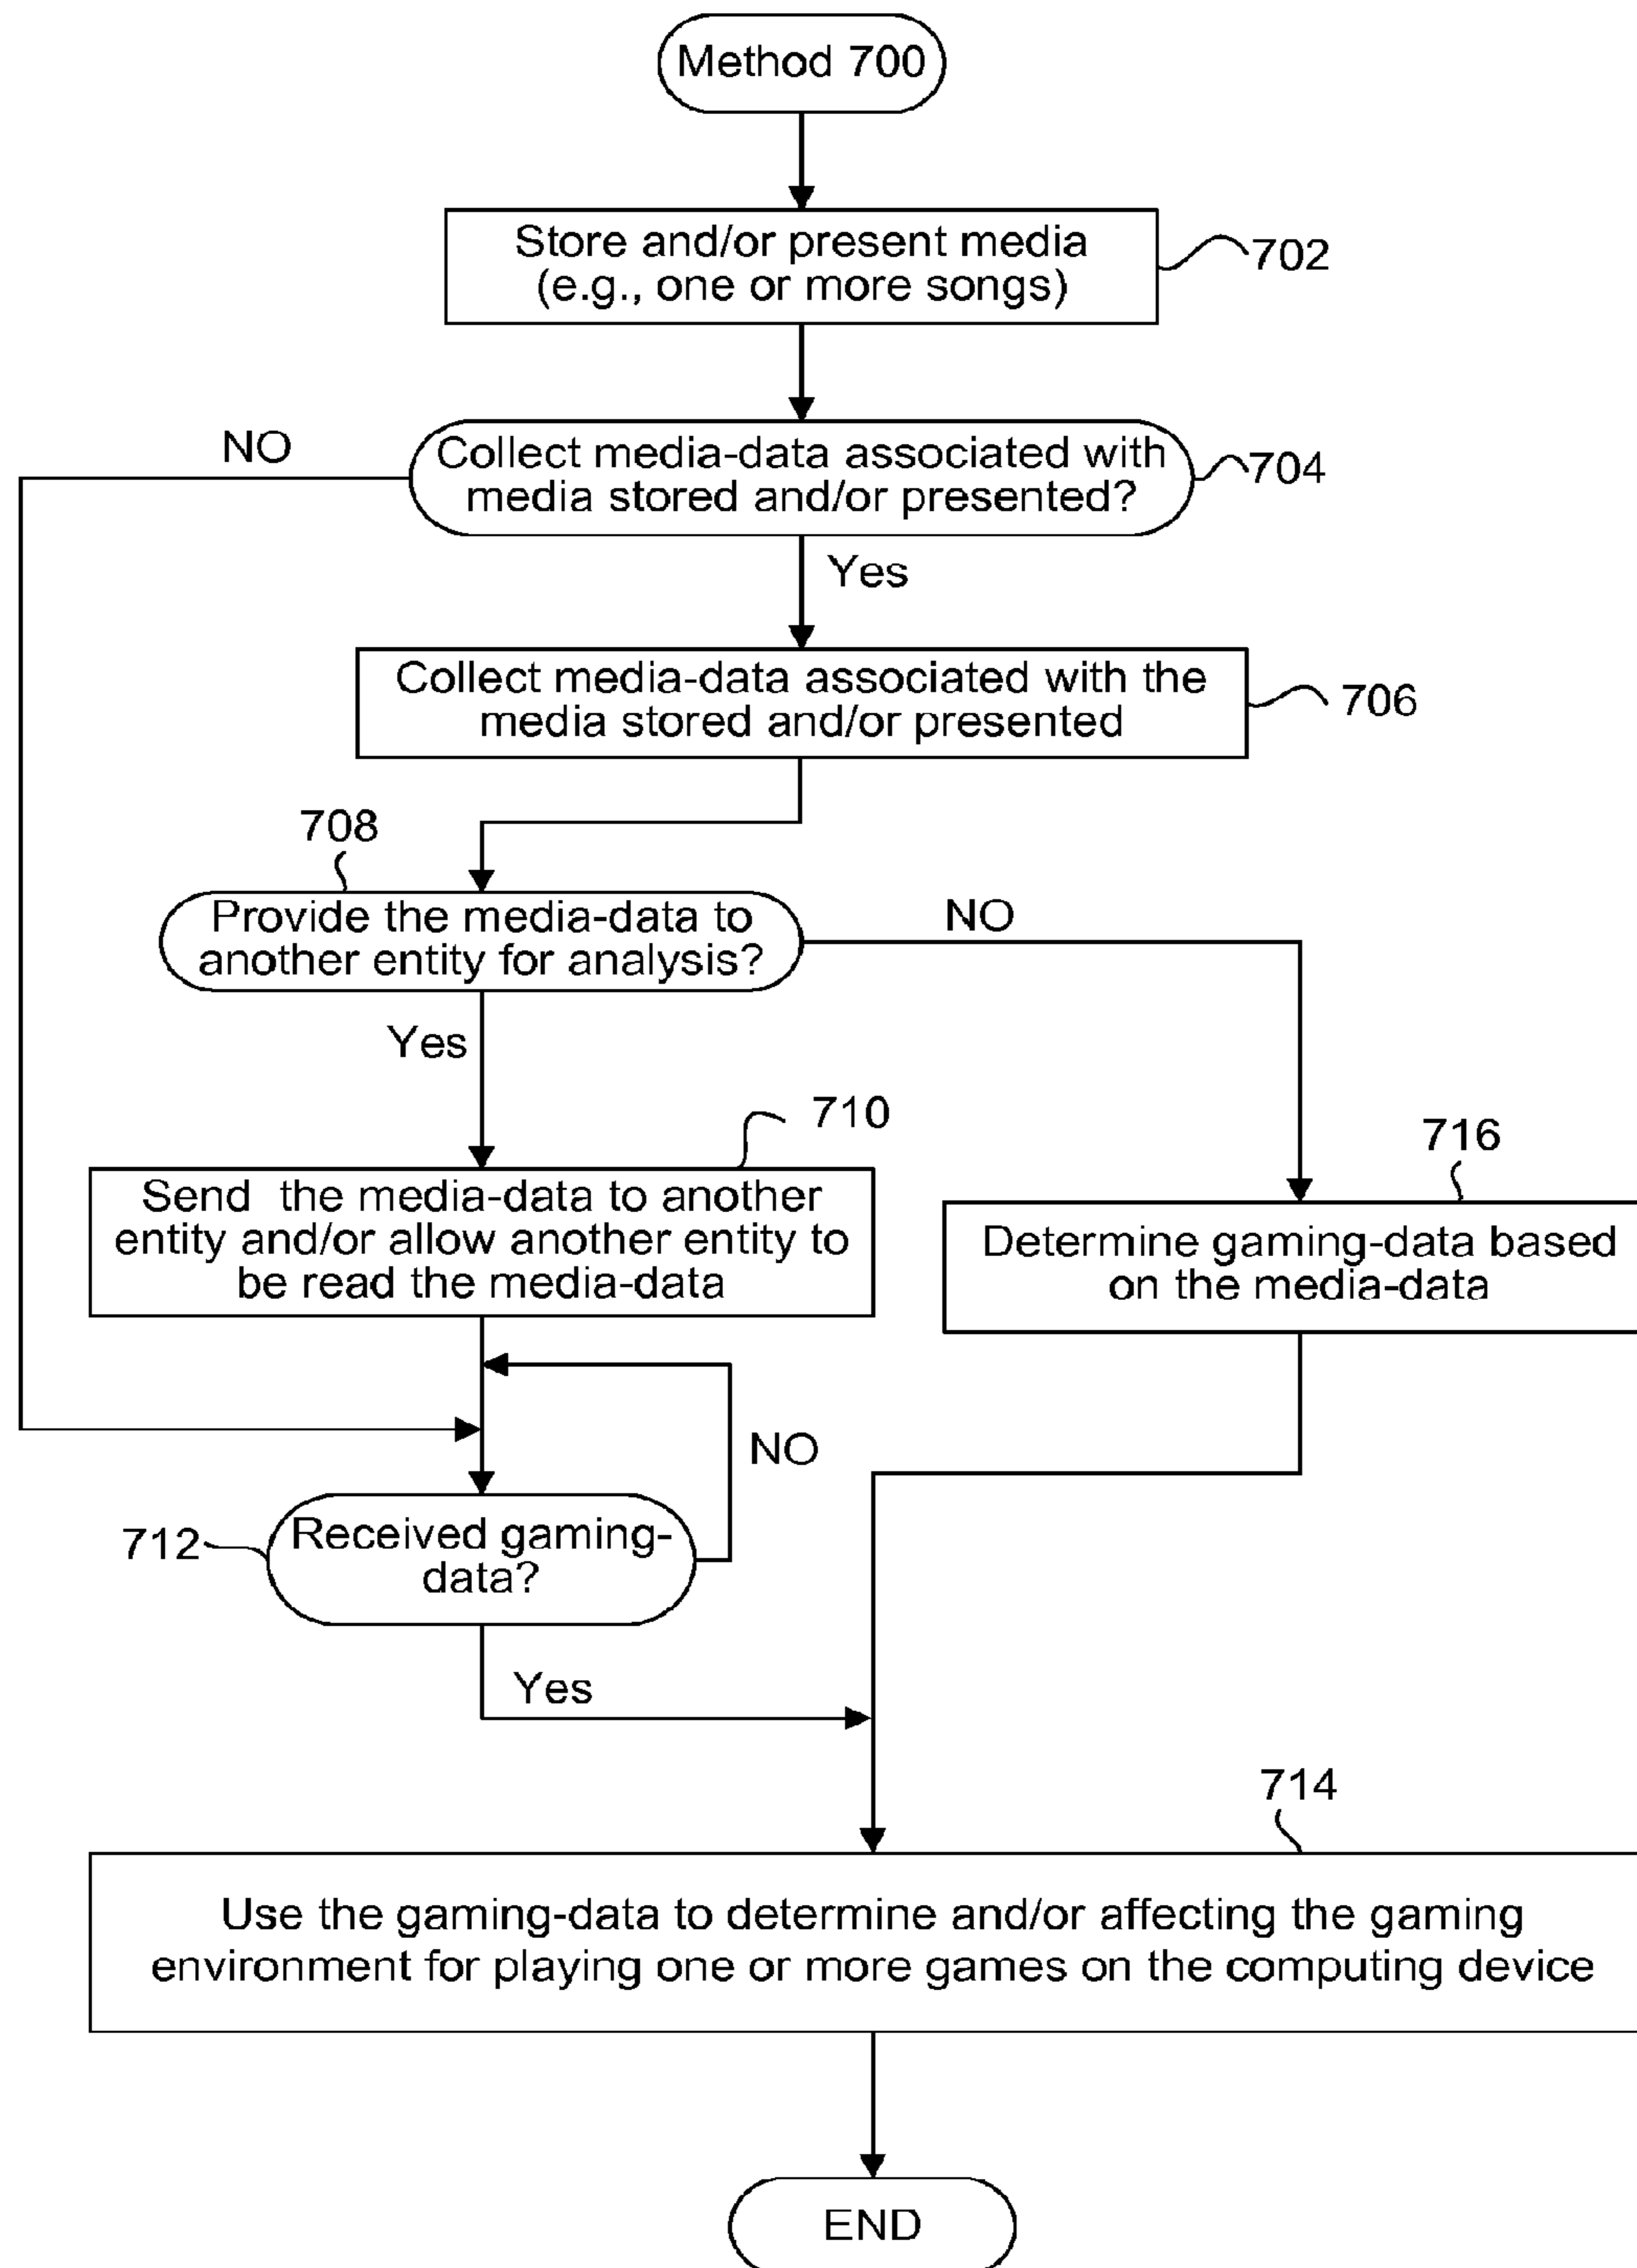 Method 700
Store and/or present media
(e.g., one or more songs)
702
NO
Collect media-data associated with
media stored and/or presented?
704
Yes
Collect media-data associated with the
media stored and/or presented
706
708
Provide the media-data to
another entity for analysis?
NO
Yes
710
716
Send the media-data to another
entity and/or allow another entity to
be read the media-data
Determine gaming-data based
on the media-data
NO
712
Received gaming-
data?
Yes
714
Use the gaming-data to determine and/or affecting the gaming
environment for playing one or more games on the computing device
END